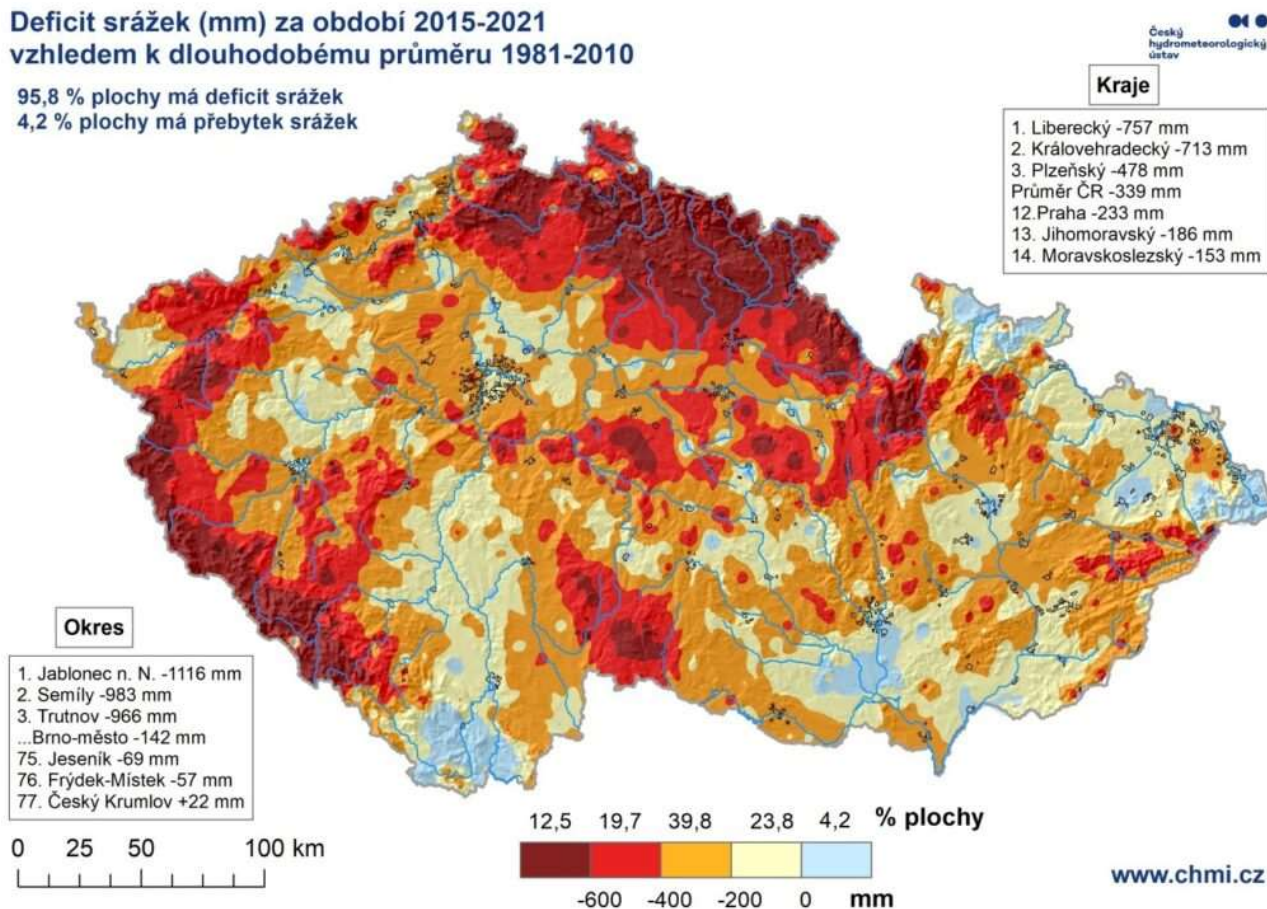 Deficit srážek (mm) za období 2015-2021
vzhledem k dlouhodobému průměru 1981-2010
95,8 % plochy má deficit srážek
4,2 % plochy má přebytek srážek
Český
hydrometeorologický
ústav
Kraje
1. Liberecký -757 mm
2. Královehradecký -713 mm
3. Plzeňský -478 mm
Průměr ČR -339 mm
12.Praha -233 mm
13. Jihomoravský -186 mm
14. Moravskoslezský -153 mm
Okres
1. Jablonec n. N. -1116 mm
2. Semíly -983 mm
3. Trutnov -966 mm
...Brno-město -142 mm
75. Jeseník -69 mm
76. Frýdek-Místek -57 mm
77. Český Krumlov +22 mm
0 25 50 100 km
12,5 19,7 39,8 23,8 4,2 % plochy
-600 -400 -200 0 mm
www.chmi.cz